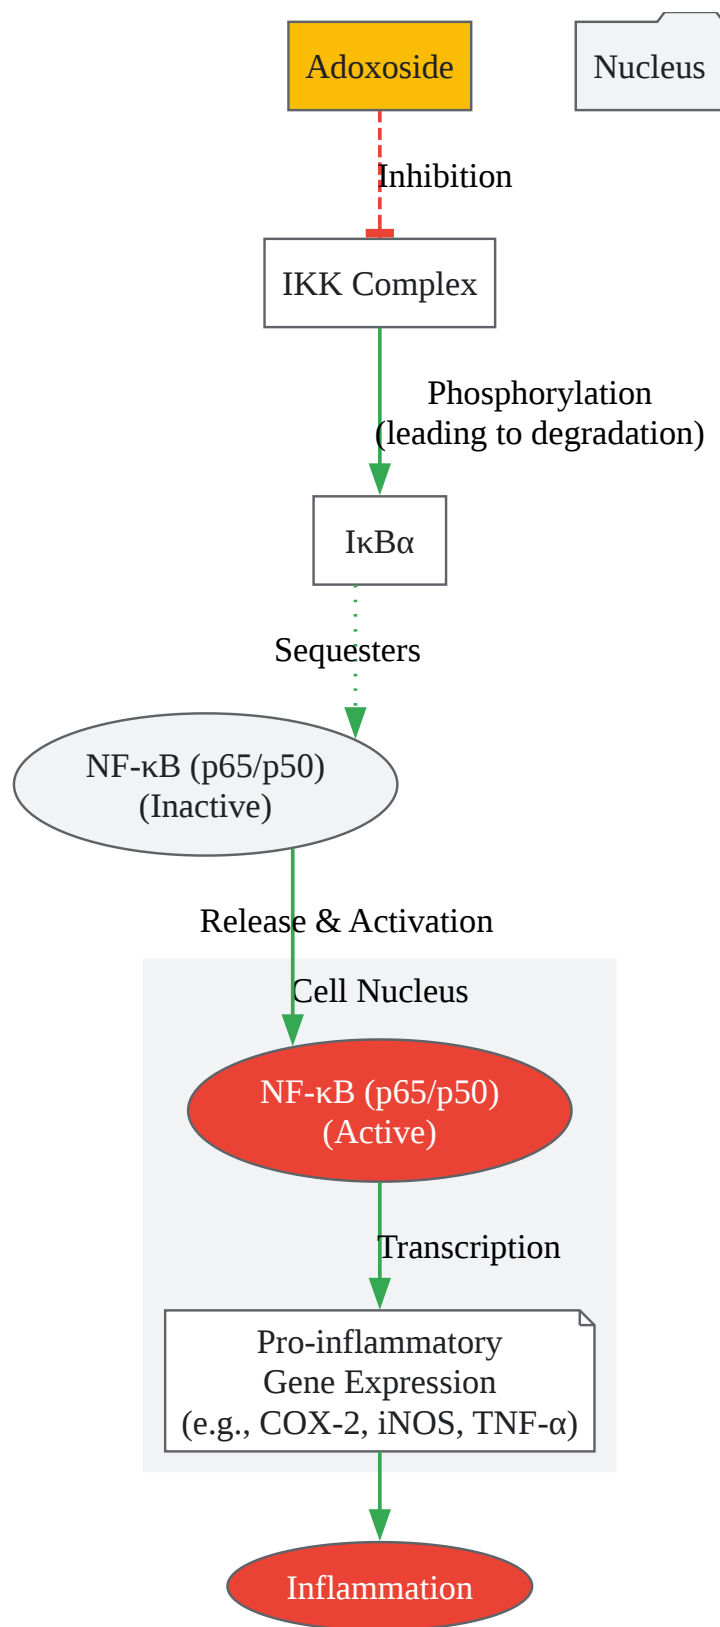 Adoxoside
Nucleus
Inhibition
IKK Complex
Phosphorylation
(leading to degradation)
IκBα
Sequesters
NF-κB (p65/p50)
(Inactive)
Release & Activation
Cell Nucleus
NF-κB (p65/p50)
(Active)
Transcription
Pro-inflammatory
Gene Expression
(e.g., COX-2, iNOS, TNF-α)
Inflammation